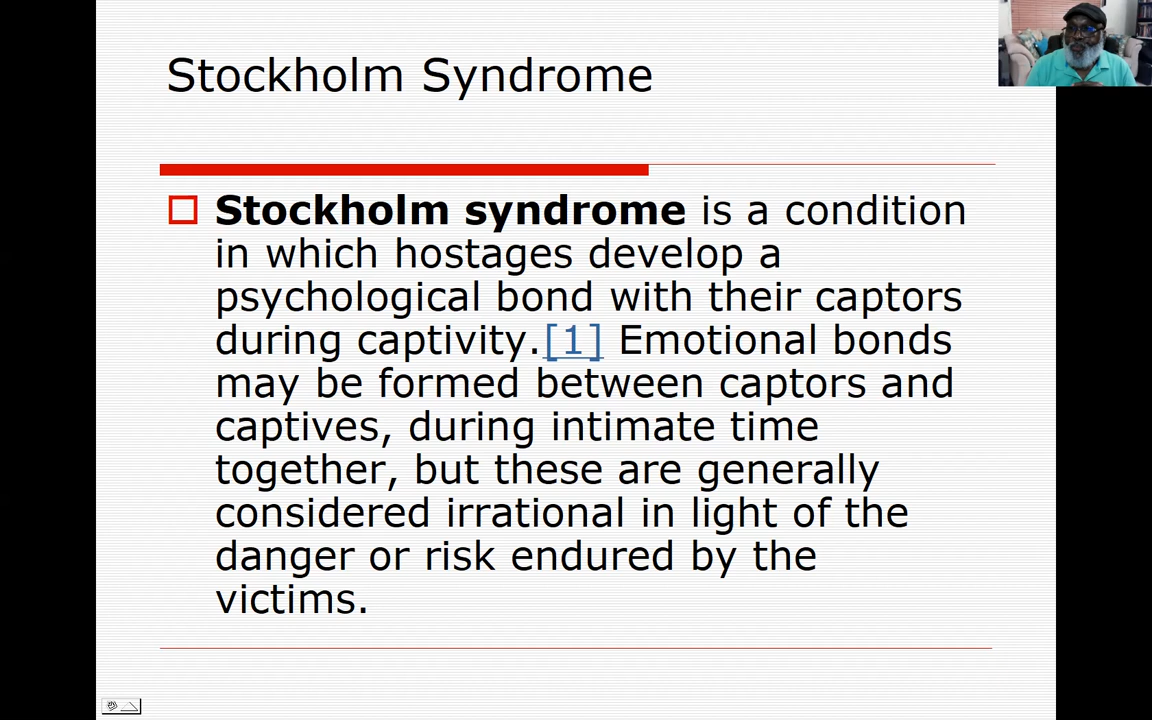 Stockholm Syndrome
Stockholm syndrome is a condition
in which hostages develop a
psychological bond with their captors
during captivity.[1] Emotional bonds
may be formed between captors and
captives, during intimate time
together, but these are generally
considered irrational in light of the
danger or risk endured by the
victims.